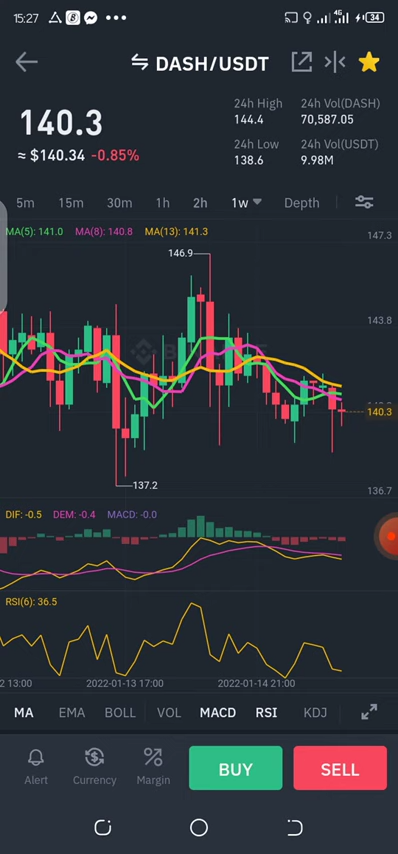 15:27
4G
34
DASH/USDT
140.3
≈ $140.34 -0.85%
24h High
144.4
24h Vol(DASH)
70,587.05
24h Low
138.6
24h Vol(USDT)
9.98M
5m 15m 30m 1h 2h 1w Depth
MA(5): 141.0 MA(8): 140.8 MA(13): 141.3
147.3
146.9
143.8
140.3
137.2
136.7
DIF: -0.5 DEM: -0.4 MACD: -0.0
RSI(6): 36.5
2 13:00 2022-01-13 17:00 2022-01-14 21:00
MA EMA BOLL VOL MACD RSI KDJ
Alert Currency Margin BUY SELL